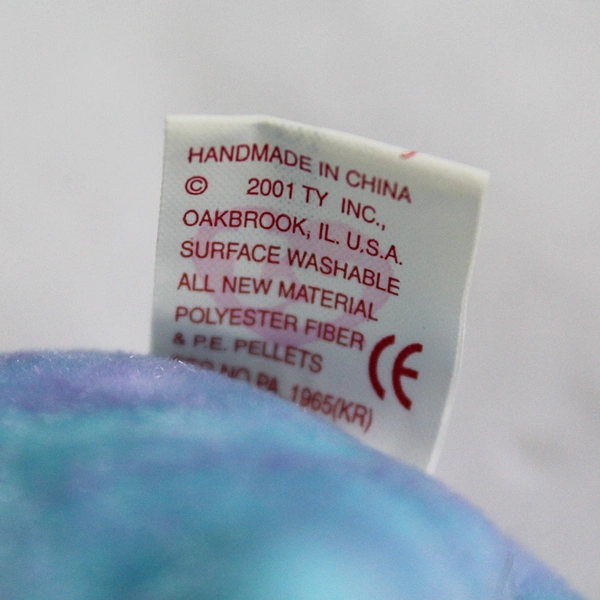 HANDMADE IN CHINA
© 2001 TY INC.,
OAKBROOK, IL. U.S.A.
SURFACE WASHABLE
ALL NEW MATERIAL
POLYESTER FIBER
& P.E. PELLETS
CE
REG. NO PA. 1965(KR)